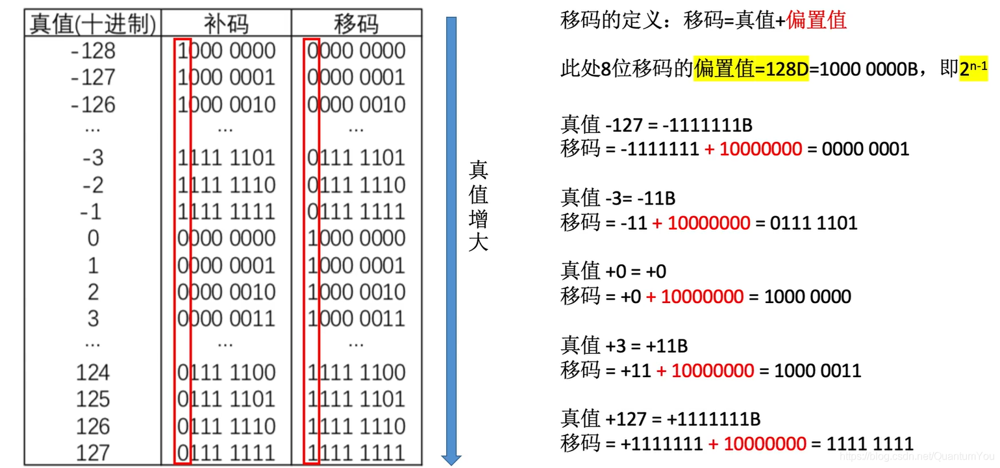 真值(十进制) 补码 移码
-128 1000 0000 0000 0000
-127 1000 0001 0000 0001
-126 1000 0010 0000 0010
... ... ...
-3 1111 1101 0111 1101
-2 1111 1110 0111 1110
-1 1111 1111 0111 1111
0 0000 0000 1000 0000
1 0000 0001 1000 0001
2 0000 0010 1000 0010
3 0000 0011 1000 0011
... ... ...
124 0111 1100 1111 1100
125 0111 1101 1111 1101
126 0111 1110 1111 1110
127 0111 1111 1111 1111
真值增大
移码的定义：移码=真值+偏置值
此处8位移码的偏置值=128D=1000 0000B，即2ⁿ⁻¹
真值 -127 = -1111111B
移码 = -1111111 + 10000000 = 0000 0001
真值 -3= -11B
移码 = -11 + 10000000 = 0111 1101
真值 +0 = +0
移码 = +0 + 10000000 = 1000 0000
真值 +3 = +11B
移码 = +11 + 10000000 = 1000 0011
真值 +127 = +1111111B
移码 = +1111111 + 10000000 = 1111 1111
https://blog.csdn.net/QuantumYou